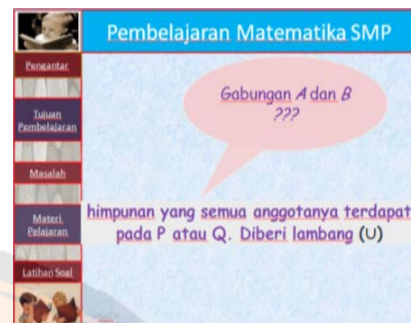 Pembelajaran Matematika SMP
Pengantar
Tujuan
Pembelajaran
Masalah
Materi
Pelajaran
Latihan Soal
Gabungan A dan B
???
himpunan yang semua anggotanya terdapat
pada P atau Q. Diberi lambang (∪)